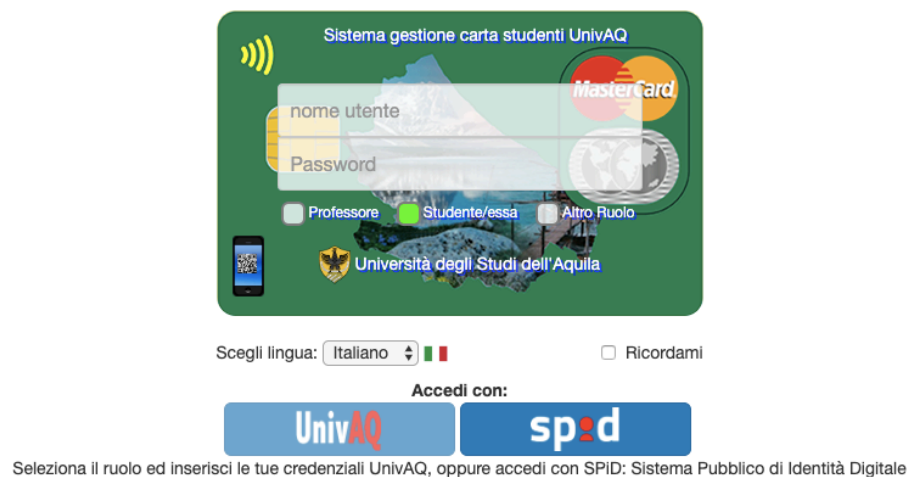 Sistema gestione carta studenti UnivAQ
MasterCard
nome utente
Password
Professore Studente/essa Altro Ruolo
Università degli Studi dell'Aquila
Scegli lingua: Italiano Ricordami
Accedi con:
UnivAQ spid
Seleziona il ruolo ed inserisci le tue credenziali UnivAQ, oppure accedi con SPiD: Sistema Pubblico di Identità Digitale